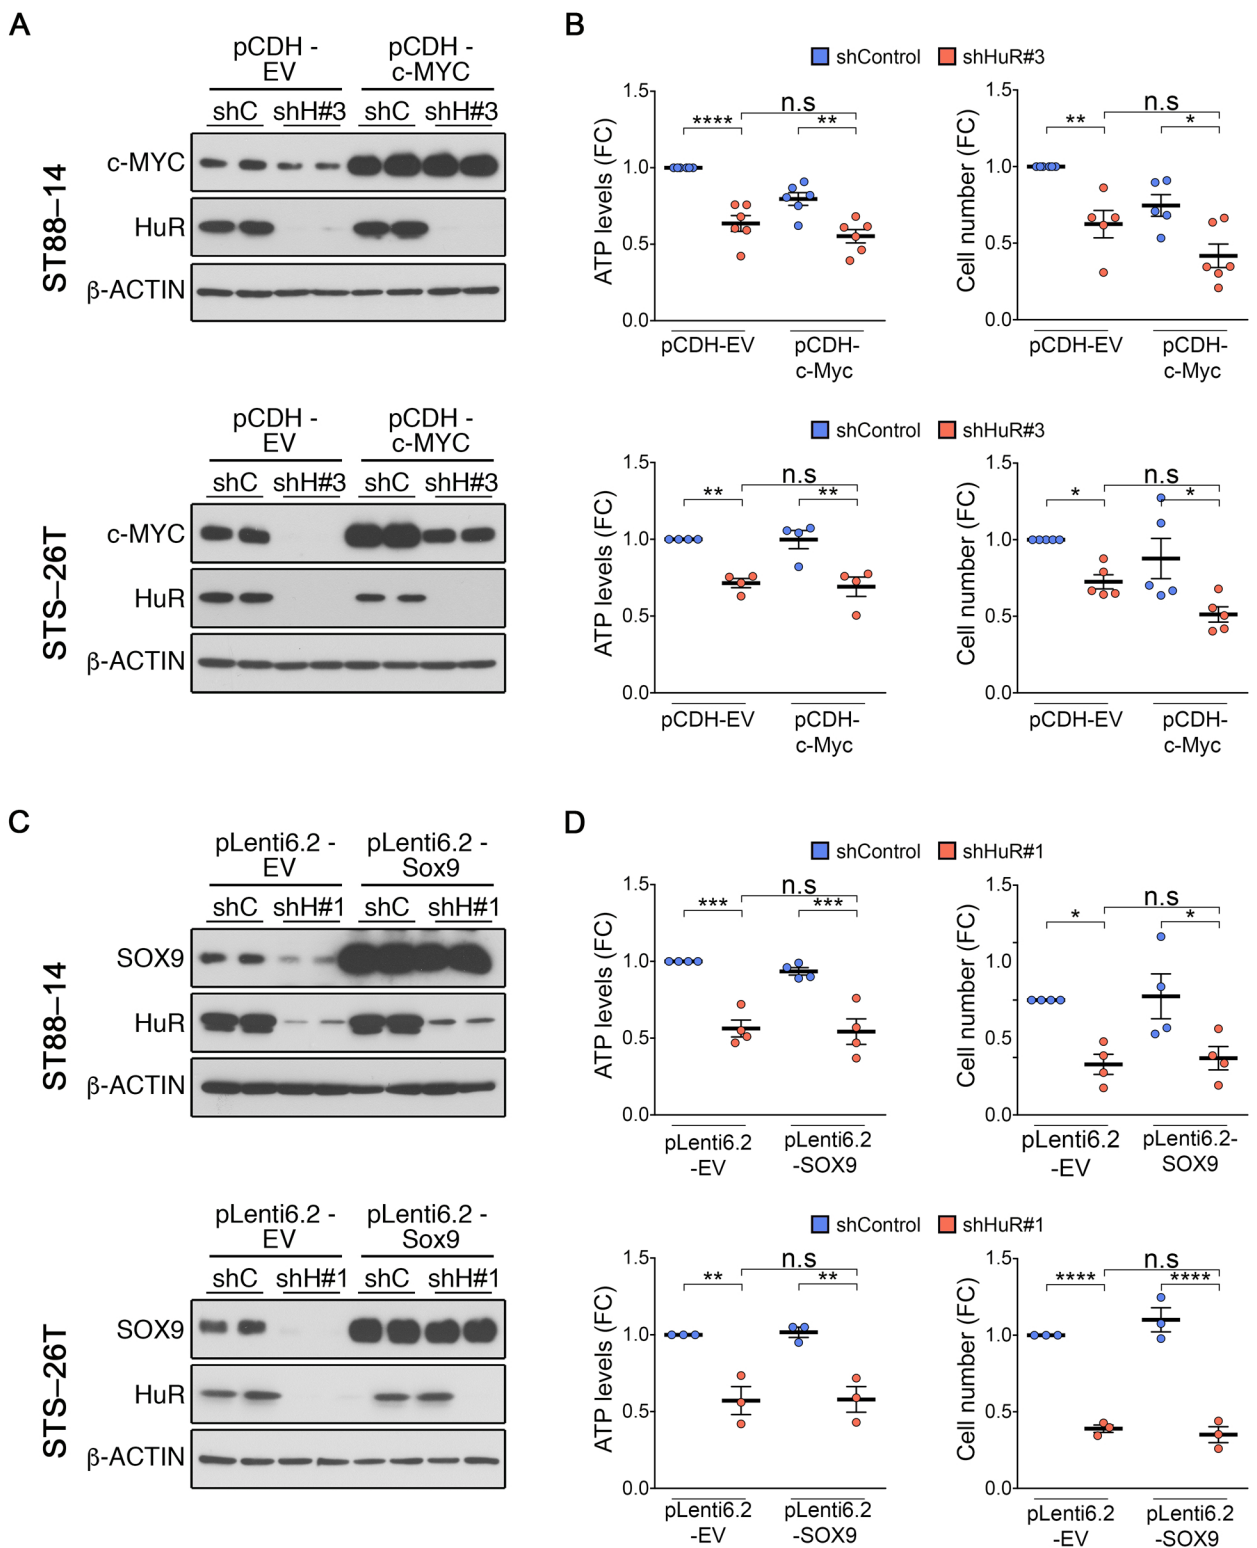 A
pCDH - pCDH -
EV c-MYC
shC shH#3 shC shH#3
ST88–14
c-MYC
HuR
β-ACTIN
pCDH - pCDH -
EV c-MYC
shC shH#3 shC shH#3
STS–26T
c-MYC
HuR
β-ACTIN
B
shControl shHuR#3
ATP levels (FC)
1.5
1.0
0.5
0.0
**** n.s **
pCDH-EV pCDH-
c-Myc
Cell number (FC)
1.5
1.0
0.5
0.0
** n.s *
pCDH-EV pCDH-
c-Myc
shControl shHuR#3
ATP levels (FC)
1.5
1.0
0.5
0.0
** n.s **
pCDH-EV pCDH-
c-Myc
Cell number (FC)
1.5
1.0
0.5
0.0
* n.s *
pCDH-EV pCDH-
c-Myc
C
pLenti6.2 - pLenti6.2 -
EV Sox9
shC shH#1 shC shH#1
ST88–14
SOX9
HuR
β-ACTIN
pLenti6.2 - pLenti6.2 -
EV Sox9
shC shH#1 shC shH#1
STS–26T
SOX9
HuR
β-ACTIN
D
shControl shHuR#1
ATP levels (FC)
1.5
1.0
0.5
0.0
*** n.s ***
pLenti6.2 pLenti6.2
-EV -SOX9
Cell number (FC)
1.5
1.0
0.5
0.0
* n.s *
pLenti6.2 pLenti6.2-
-EV SOX9
shControl shHuR#1
ATP levels (FC)
1.5
1.0
0.5
0.0
** n.s **
pLenti6.2 pLenti6.2
-EV -SOX9
Cell number (FC)
1.5
1.0
0.5
0.0
**** n.s ****
pLenti6.2 pLenti6.2
-EV -SOX9